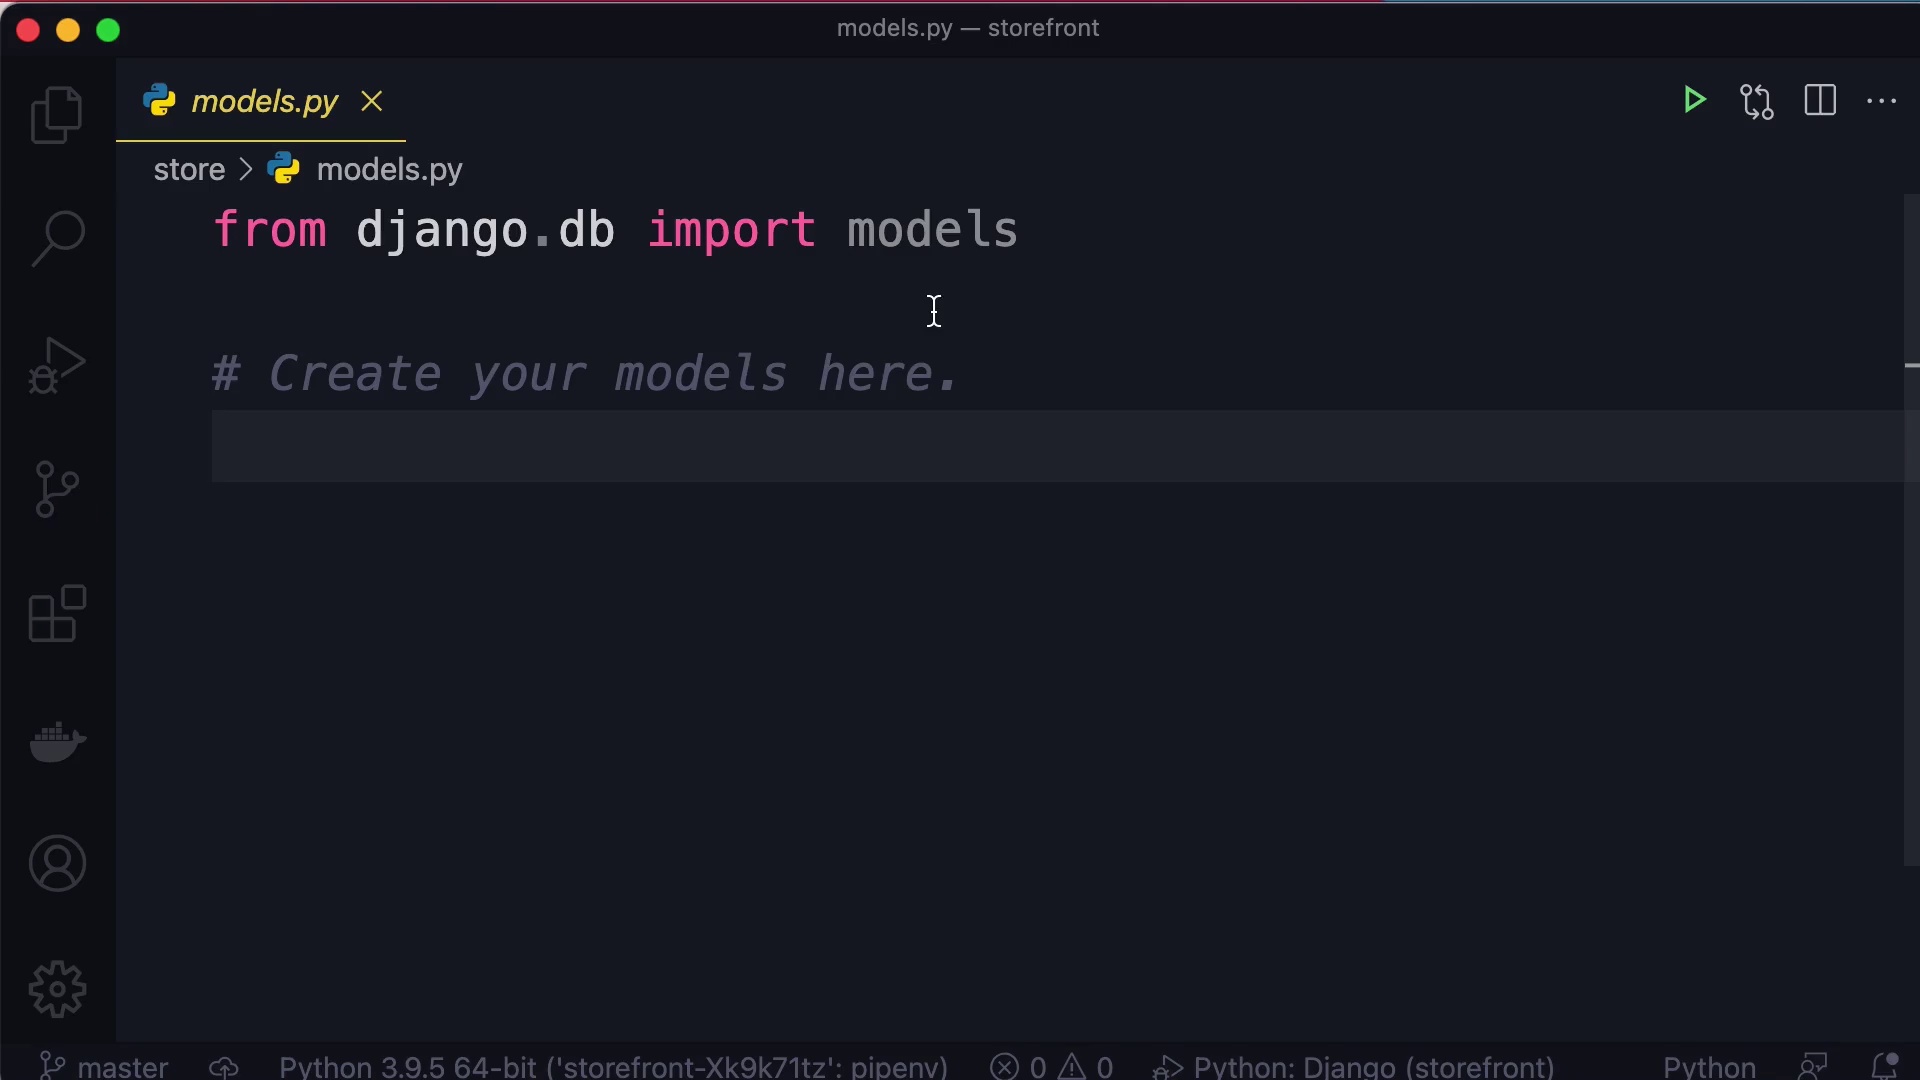 models.py — storefront
models.py
store > models.py
from django.db import models
# Create your models here.
master
Python 3.9.5 64-bit ('storefront-Xk9k71tz': pipenv)
0
0
Python: Django (storefront)
Python